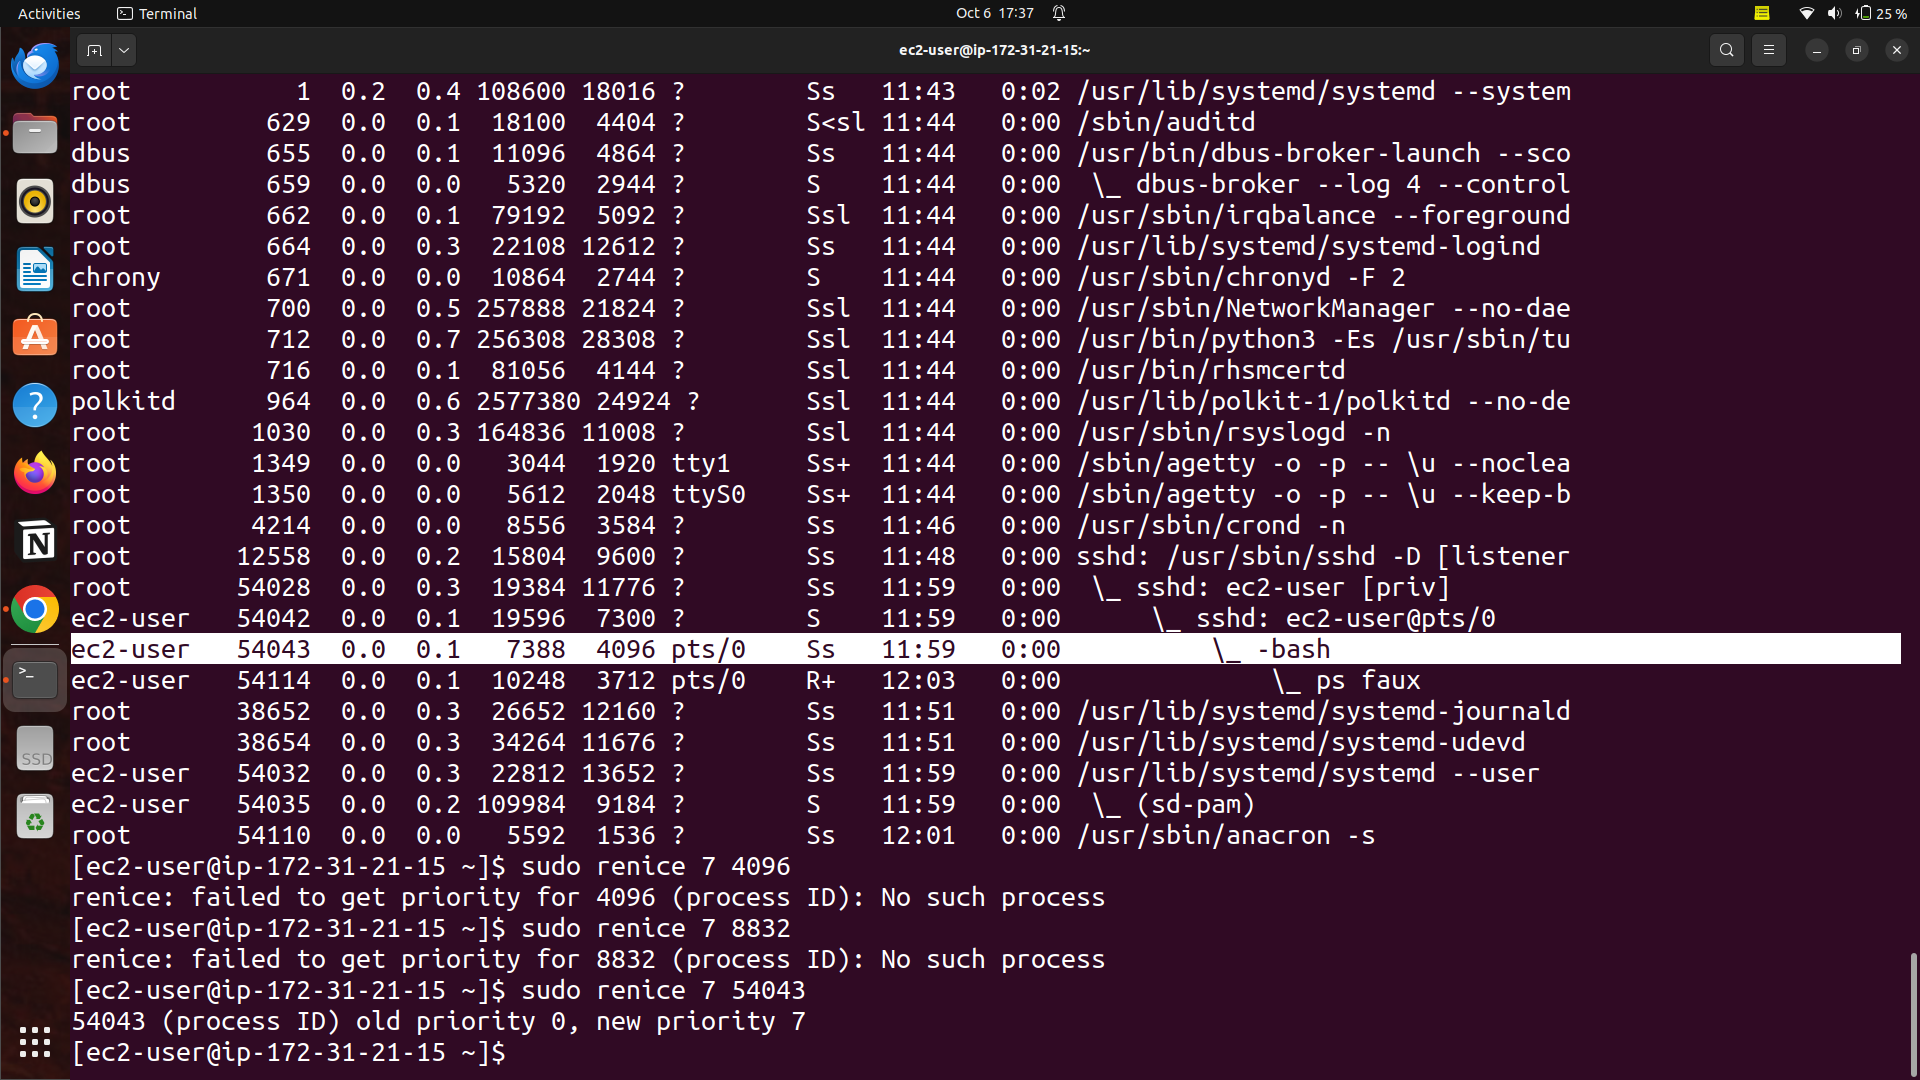 Activities
Terminal
Oct 6 17:37
25 %
ec2-user@ip-172-31-21-15:~
root 1 0.2 0.4 108600 18016 ? Ss 11:43 0:02 /usr/lib/systemd/systemd --system
root 629 0.0 0.1 18100 4404 ? S<sl 11:44 0:00 /sbin/auditd
dbus 655 0.0 0.1 11096 4864 ? Ss 11:44 0:00 /usr/bin/dbus-broker-launch --sco
dbus 659 0.0 0.0 5320 2944 ? S 11:44 0:00 \_ dbus-broker --log 4 --control
root 662 0.0 0.1 79192 5092 ? Ssl 11:44 0:00 /usr/sbin/irqbalance --foreground
root 664 0.0 0.3 22108 12612 ? Ss 11:44 0:00 /usr/lib/systemd/systemd-logind
chrony 671 0.0 0.0 10864 2744 ? S 11:44 0:00 /usr/sbin/chronyd -F 2
root 700 0.0 0.5 257888 21824 ? Ssl 11:44 0:00 /usr/sbin/NetworkManager --no-dae
root 712 0.0 0.7 256308 28308 ? Ssl 11:44 0:00 /usr/bin/python3 -Es /usr/sbin/tu
root 716 0.0 0.1 81056 4144 ? Ssl 11:44 0:00 /usr/bin/rhsmcertd
polkitd 964 0.0 0.6 2577380 24924 ? Ssl 11:44 0:00 /usr/lib/polkit-1/polkitd --no-de
root 1030 0.0 0.3 164836 11008 ? Ssl 11:44 0:00 /usr/sbin/rsyslogd -n
root 1349 0.0 0.0 3044 1920 tty1 Ss+ 11:44 0:00 /sbin/agetty -o -p -- \u --noclea
root 1350 0.0 0.0 5612 2048 ttyS0 Ss+ 11:44 0:00 /sbin/agetty -o -p -- \u --keep-b
root 4214 0.0 0.0 8556 3584 ? Ss 11:46 0:00 /usr/sbin/crond -n
root 12558 0.0 0.2 15804 9600 ? Ss 11:48 0:00 sshd: /usr/sbin/sshd -D [listener
root 54028 0.0 0.3 19384 11776 ? Ss 11:59 0:00 \_ sshd: ec2-user [priv]
ec2-user 54042 0.0 0.1 19596 7300 ? S 11:59 0:00 \_ sshd: ec2-user@pts/0
ec2-user 54043 0.0 0.1 7388 4096 pts/0 Ss 11:59 0:00 \_ -bash
ec2-user 54114 0.0 0.1 10248 3712 pts/0 R+ 12:03 0:00 \_ ps faux
root 38652 0.0 0.3 26652 12160 ? Ss 11:51 0:00 /usr/lib/systemd/systemd-journald
root 38654 0.0 0.3 34264 11676 ? Ss 11:51 0:00 /usr/lib/systemd/systemd-udevd
ec2-user 54032 0.0 0.3 22812 13652 ? Ss 11:59 0:00 /usr/lib/systemd/systemd --user
ec2-user 54035 0.0 0.2 109984 9184 ? S 11:59 0:00 \_ (sd-pam)
root 54110 0.0 0.0 5592 1536 ? Ss 12:01 0:00 /usr/sbin/anacron -s
[ec2-user@ip-172-31-21-15 ~]$ sudo renice 7 4096
renice: failed to get priority for 4096 (process ID): No such process
[ec2-user@ip-172-31-21-15 ~]$ sudo renice 7 8832
renice: failed to get priority for 8832 (process ID): No such process
[ec2-user@ip-172-31-21-15 ~]$ sudo renice 7 54043
54043 (process ID) old priority 0, new priority 7
[ec2-user@ip-172-31-21-15 ~]$
SSD